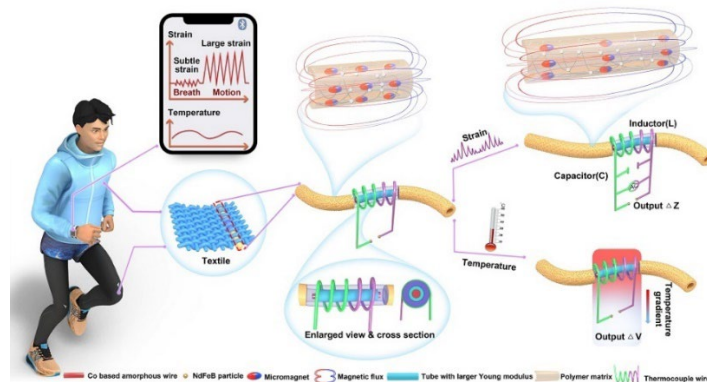 Strain
Large strain
Subtle
strain
Breath
Motion
Temperature
Textile
Enlarged view & cross section
Strain
Temperature
Inductor(L)
Capacitor(C)
Output △ Z
Temperature
gradient
Output △ V
Co based amorphous wire
NdFeB particle
Micromagnet
Magnetic flux
Tube with larger Young modulus
Polymer matrix
Thermocouple wire